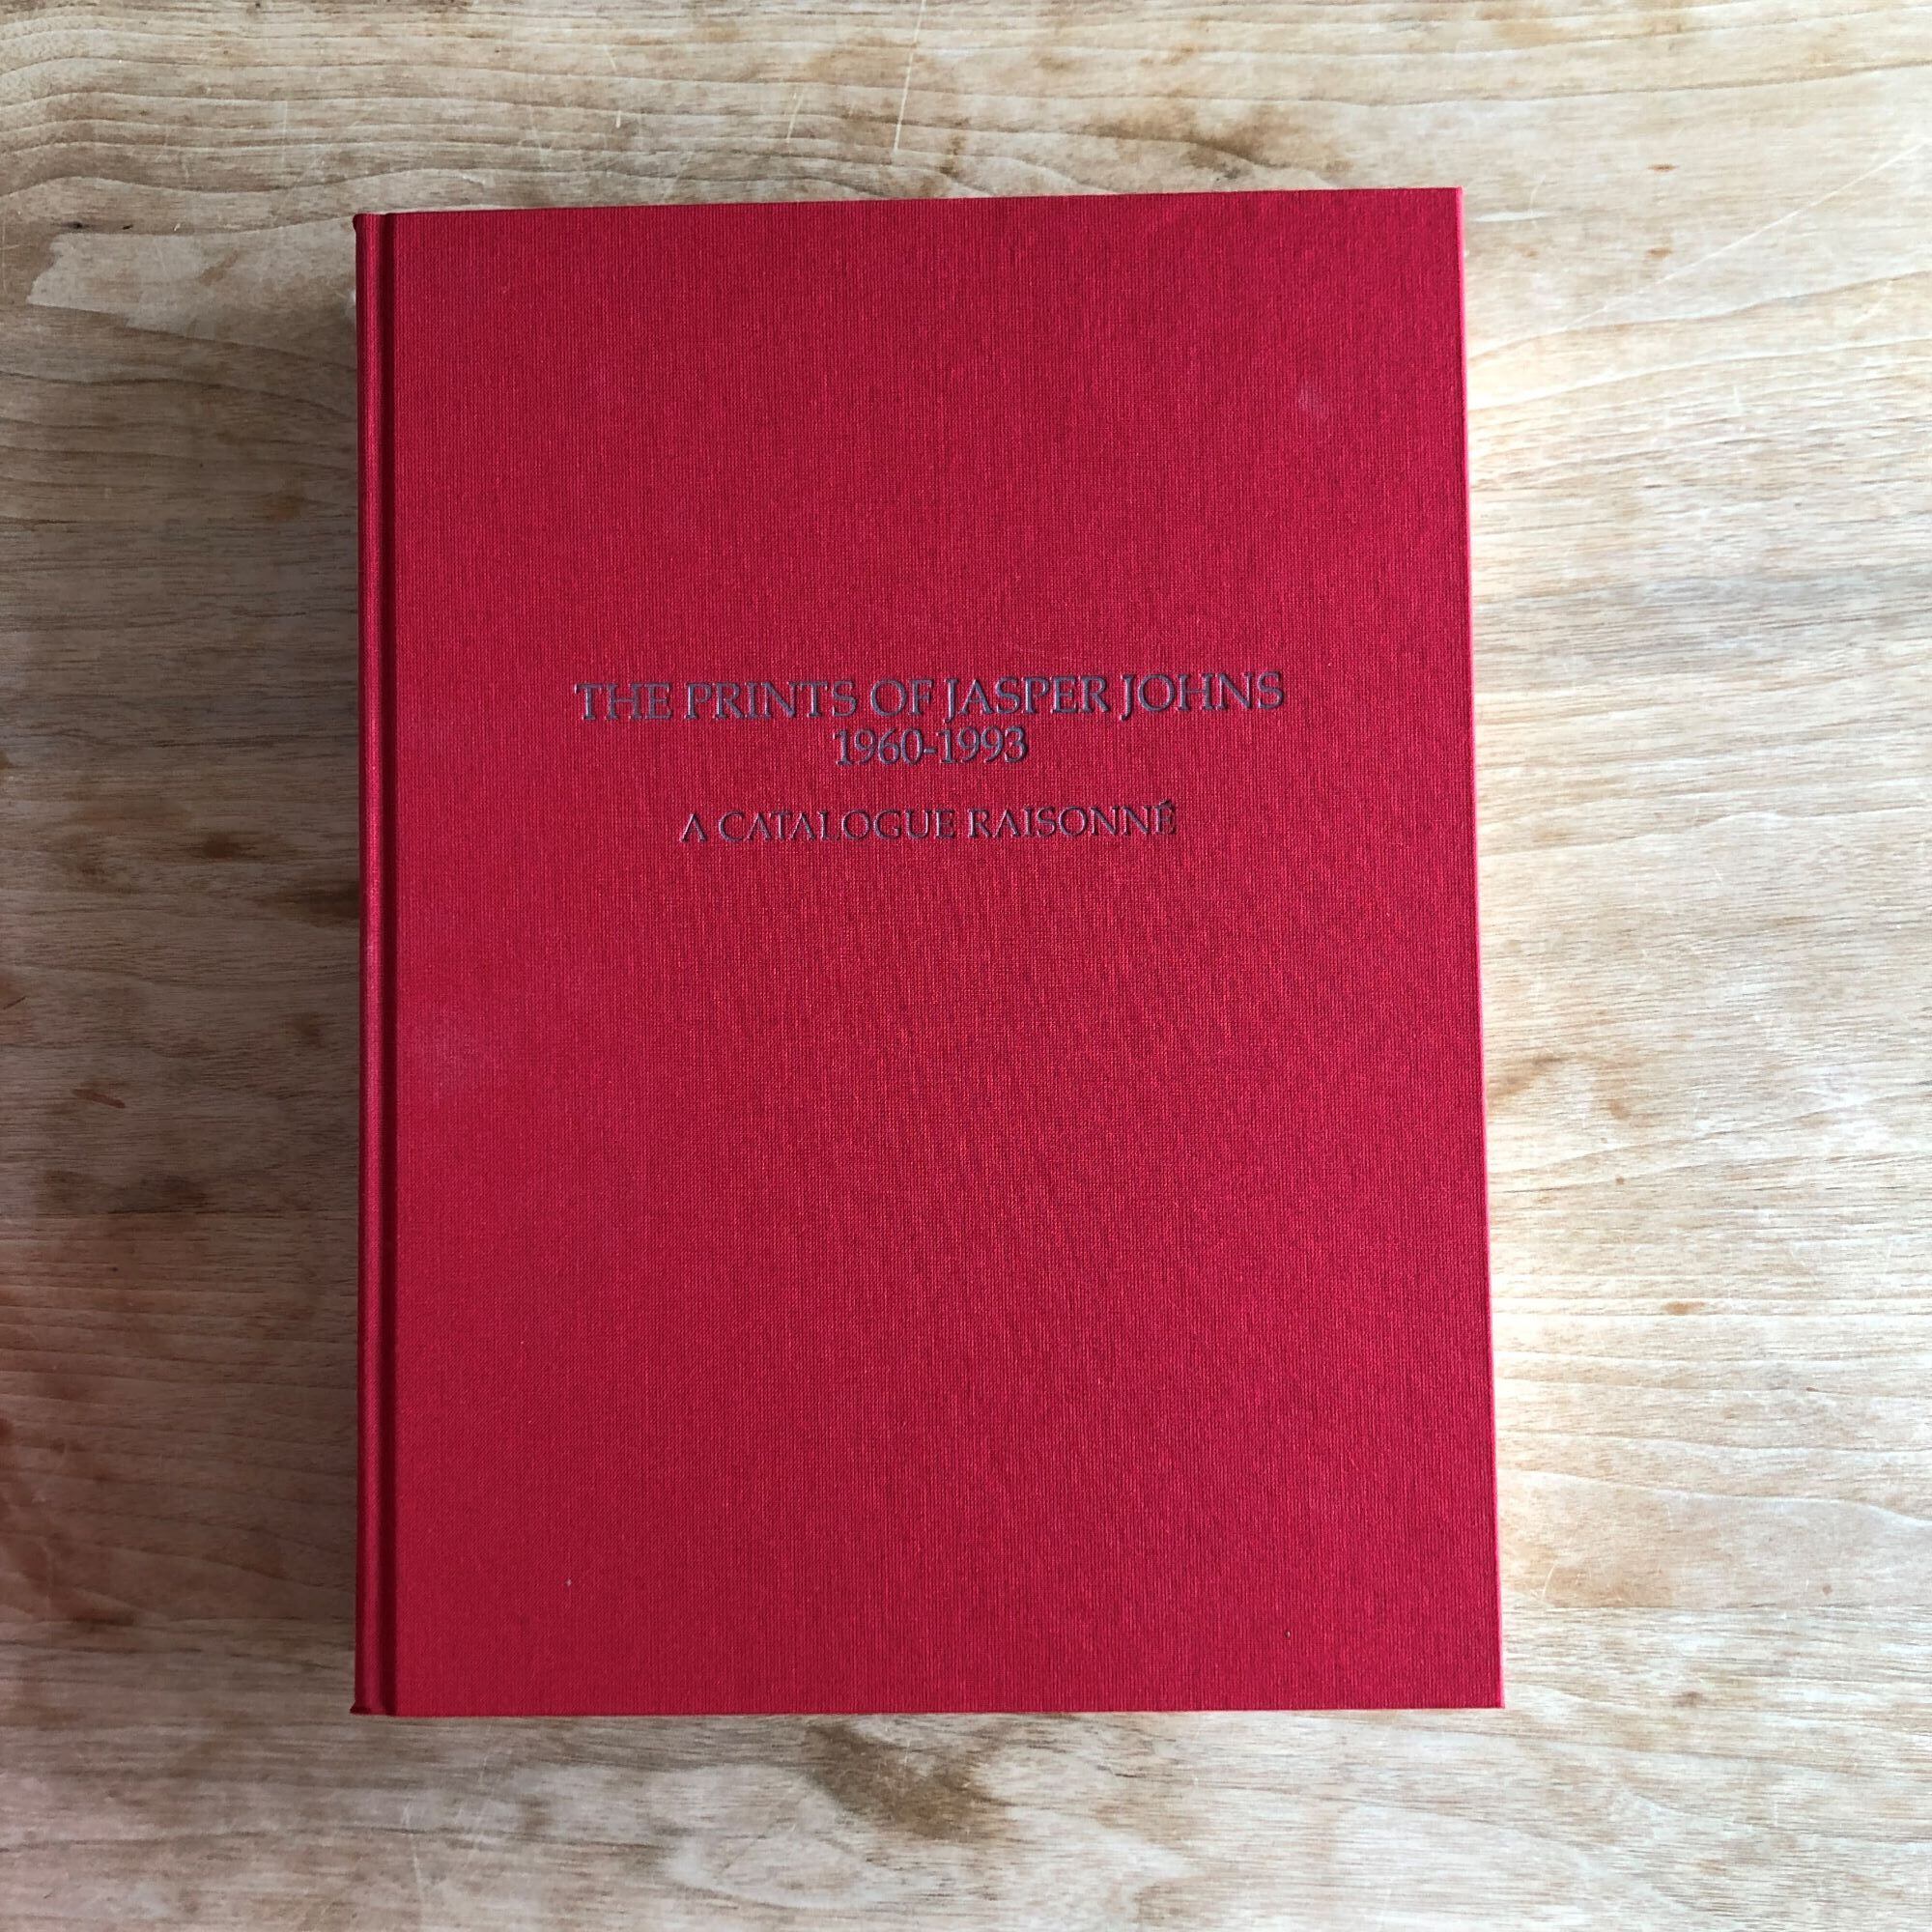 THE PRINTS OF JASPER JOHNS
1960-1993
A CATALOGUE RAISONNÉ